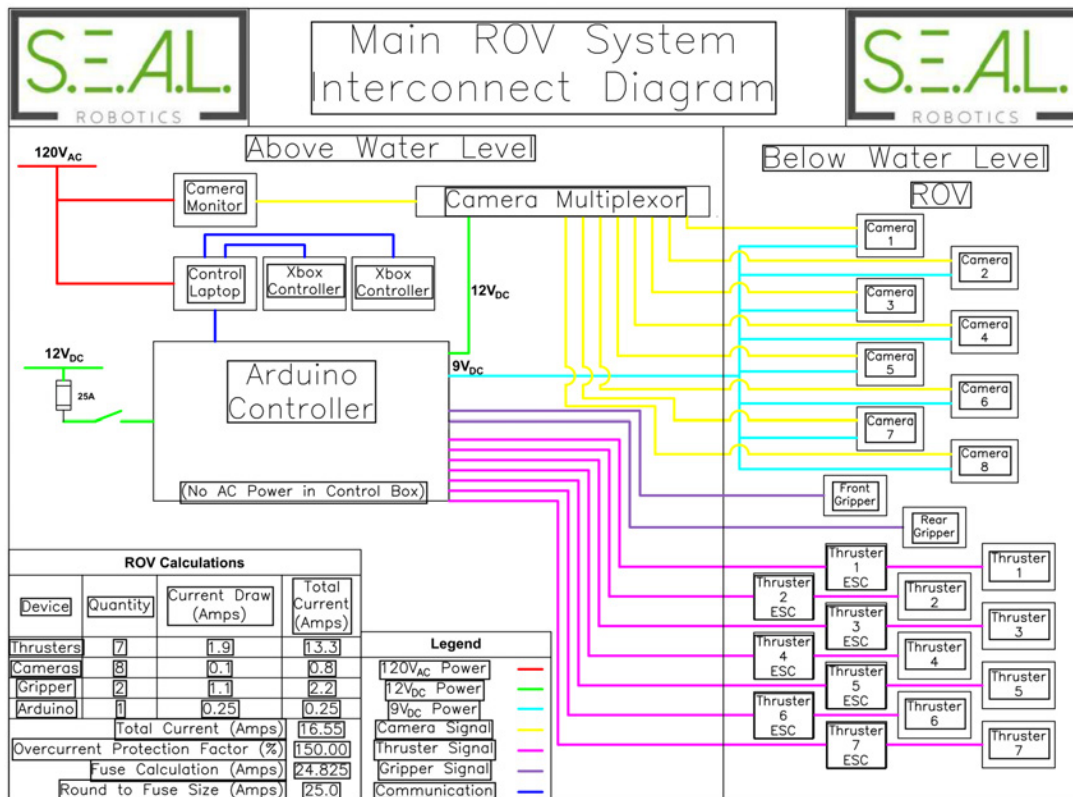 S.E.A.L.
ROBOTICS
Main ROV System
Interconnect Diagram
S.E.A.L.
ROBOTICS
Above Water Level
Below Water Level
ROV
120VAC
Camera
Monitor
Camera Multiplexor
Control
Laptop
Xbox
Controller
Xbox
Controller
12VDC
12VDC
25A
9VDC
Arduino
Controller
(No AC Power in Control Box)
Camera
1
Camera
2
Camera
3
Camera
4
Camera
5
Camera
6
Camera
7
Camera
8
Front
Gripper
Rear
Gripper
Thruster
1
ESC
Thruster
1
Thruster
2
ESC
Thruster
2
Thruster
3
ESC
Thruster
3
Thruster
4
ESC
Thruster
4
Thruster
5
ESC
Thruster
5
Thruster
6
ESC
Thruster
6
Thruster
7
ESC
Thruster
7
ROV Calculations
Device Quantity Current Draw (Amps) Total Current (Amps)
Thrusters 7 1.9 13.3
Cameras 8 0.1 0.8
Gripper 2 1.1 2.2
Arduino 1 0.25 0.25
Total Current (Amps) 16.55
Overcurrent Protection Factor (%) 150.00
Fuse Calculation (Amps) 24.825
Round to Fuse Size (Amps) 25.0
Legend
120VAC Power
12VDC Power
9VDC Power
Camera Signal
Thruster Signal
Gripper Signal
Communication